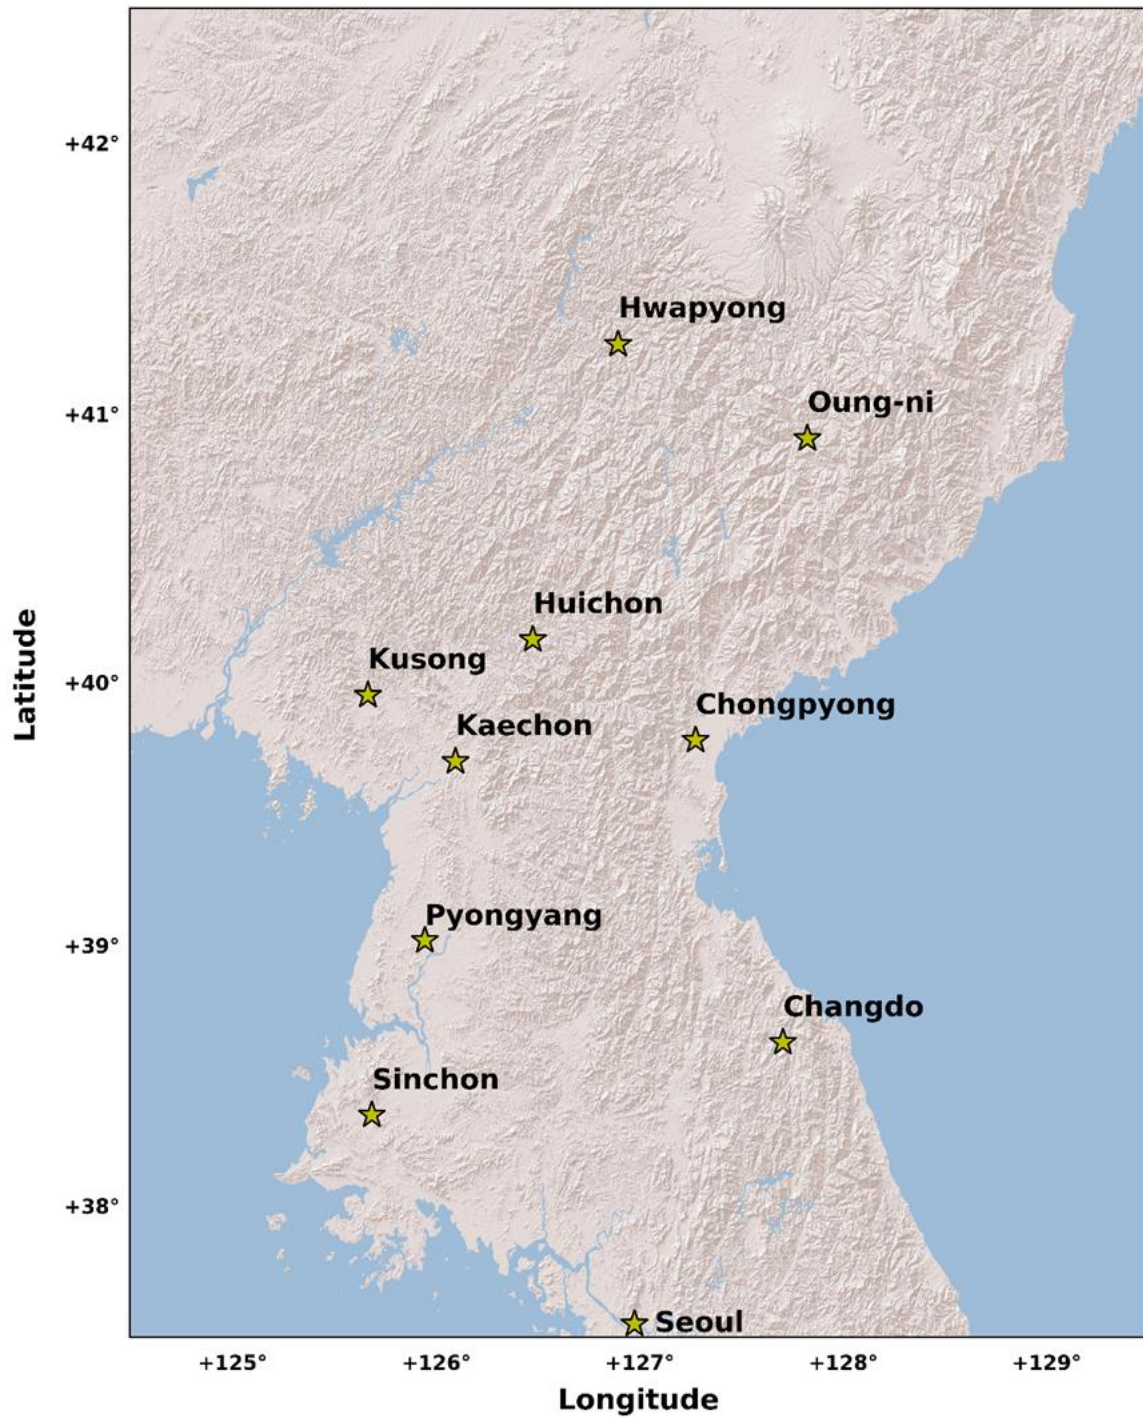 +42°
Hwapyong
Oung-ni
+41°
Huichon
Kusong
+40°
Chongpyong
Kaechon
Latitude
Pyongyang
+39°
Changdo
Sinchon
+38°
Seoul
+125°
+126°
+127°
+128°
+129°
Longitude